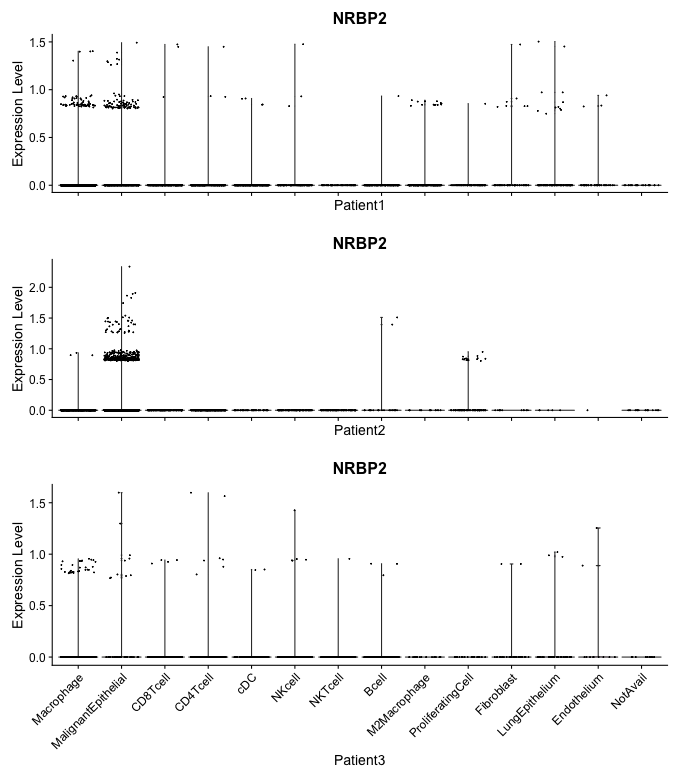 NRBP2
Expression Level
1.5
1.0
0.5
0.0
Patient1
NRBP2
Expression Level
2.0
1.5
1.0
0.5
0.0
Patient2
NRBP2
Expression Level
1.5
1.0
0.5
0.0
Macrophage
MalignantEpithelial
CD8Tcell
CD4Tcell
cDC
NKcell
NKTcell
Bcell
M2Macrophage
ProliferatingCell
Fibroblast
LungEpithelium
Endothelium
NotAvail
Patient3